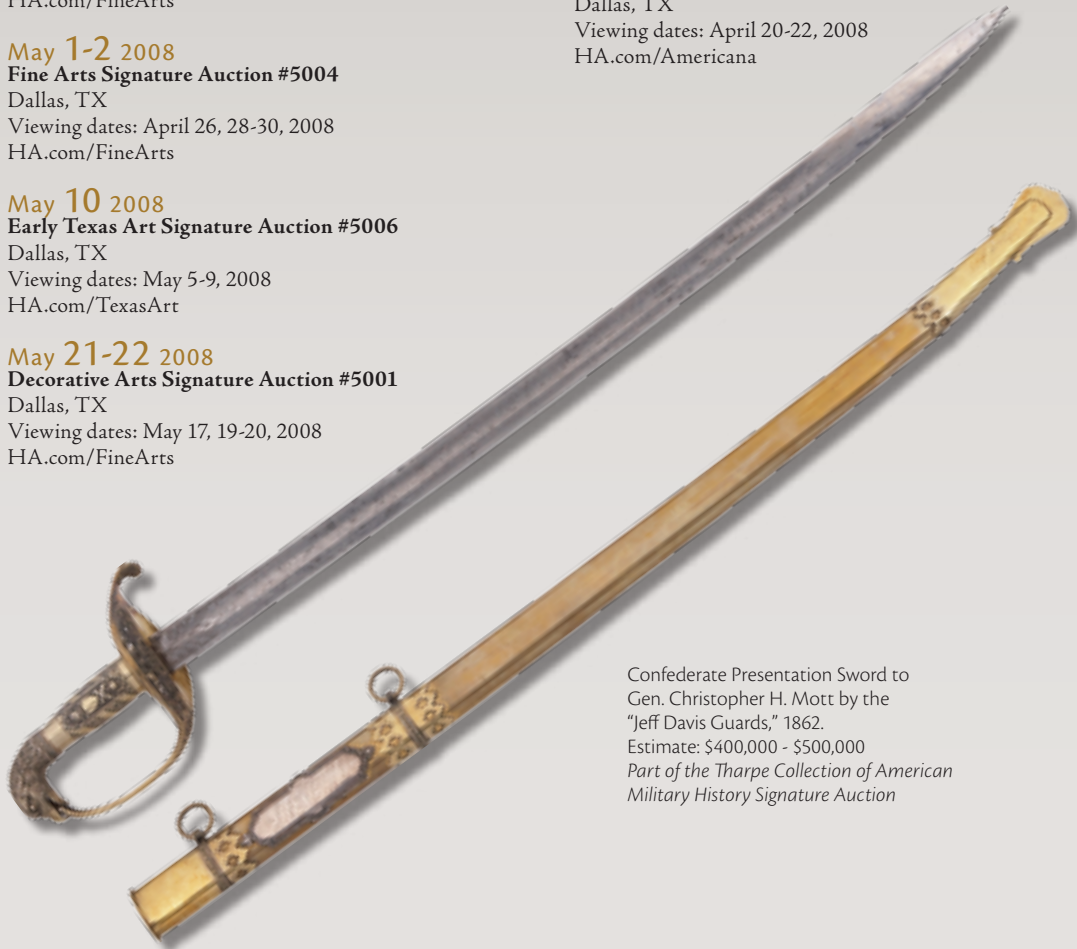 HA.com/FineArts
May 1-2 2008
Fine Arts Signature Auction #5004
Dallas, TX
Viewing dates: April 26, 28-30, 2008
HA.com/FineArts
May 10 2008
Early Texas Art Signature Auction #5006
Dallas, TX
Viewing dates: May 5-9, 2008
HA.com/TexasArt
May 21-22 2008
Decorative Arts Signature Auction #5001
Dallas, TX
Viewing dates: May 17, 19-20, 2008
HA.com/FineArts
Dallas, TX
Viewing dates: April 20-22, 2008
HA.com/Americana
Confederate Presentation Sword to
Gen. Christopher H. Mott by the
“Jeff Davis Guards,” 1862.
Estimate: $400,000 - $500,000
Part of the Tharpe Collection of American
Military History Signature Auction